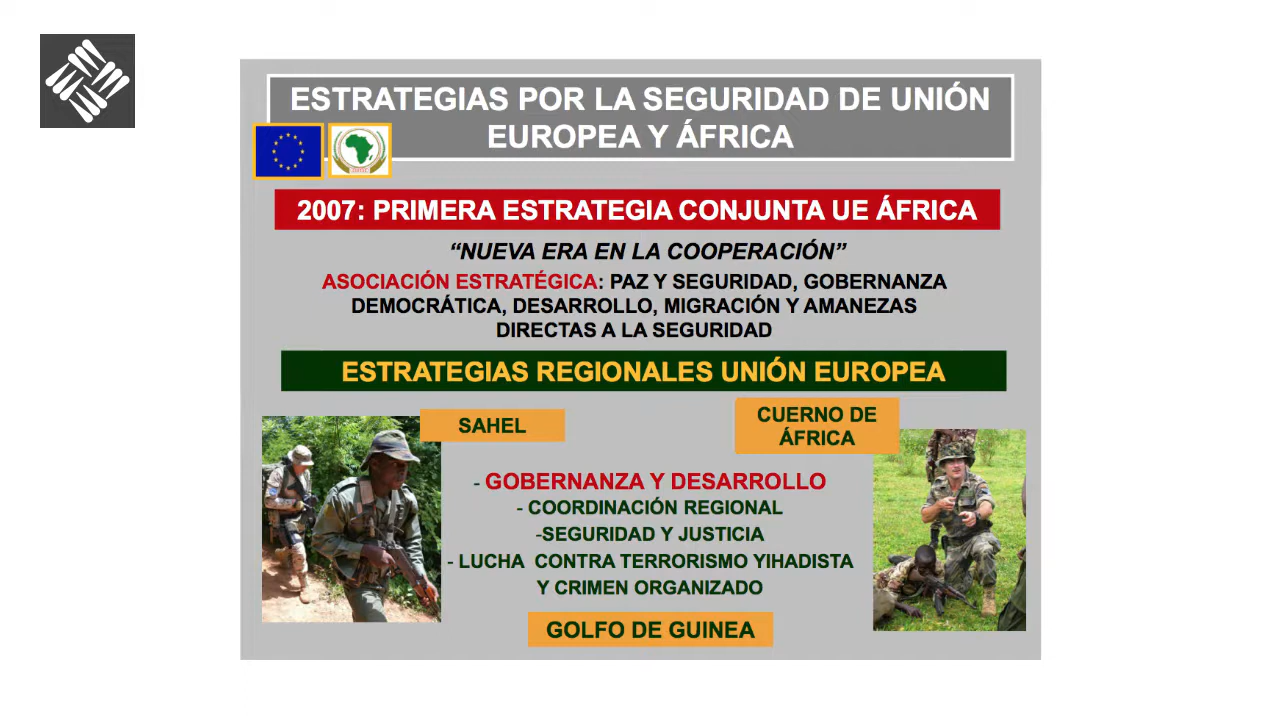 ESTRATEGIAS POR LA SEGURIDAD DE UNIÓN
EUROPEA Y ÁFRICA
2007: PRIMERA ESTRATEGIA CONJUNTA UE ÁFRICA
“NUEVA ERA EN LA COOPERACIÓN”
ASOCIACIÓN ESTRATÉGICA: PAZ Y SEGURIDAD, GOBERNANZA
DEMOCRÁTICA, DESARROLLO, MIGRACIÓN Y AMANEZAS
DIRECTAS A LA SEGURIDAD
ESTRATEGIAS REGIONALES UNIÓN EUROPEA
SAHEL
CUERNO DE
ÁFRICA
- GOBERNANZA Y DESARROLLO
- COORDINACIÓN REGIONAL
-SEGURIDAD Y JUSTICIA
- LUCHA CONTRA TERRORISMO YIHADISTA
Y CRIMEN ORGANIZADO
GOLFO DE GUINEA